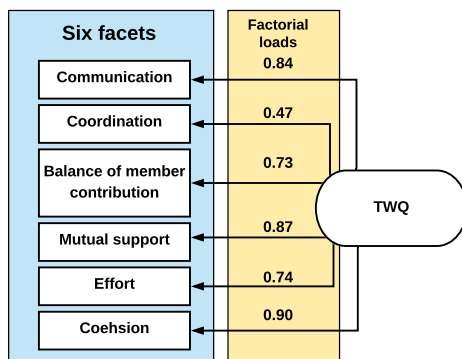 Six facets
Factorial
loads
Communication
0.84
Coordination
0.47
Balance of member
contribution
0.73
TWQ
Mutual support
0.87
Effort
0.74
Coehsion
0.90